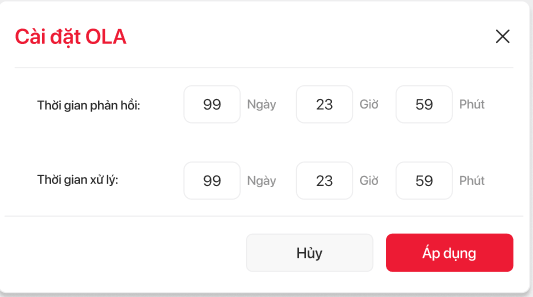 Cài đặt OLA
Thời gian phản hồi: 99 Ngày 23 Giờ 59 Phút
Thời gian xử lý: 99 Ngày 23 Giờ 59 Phút
Hủy Áp dụng